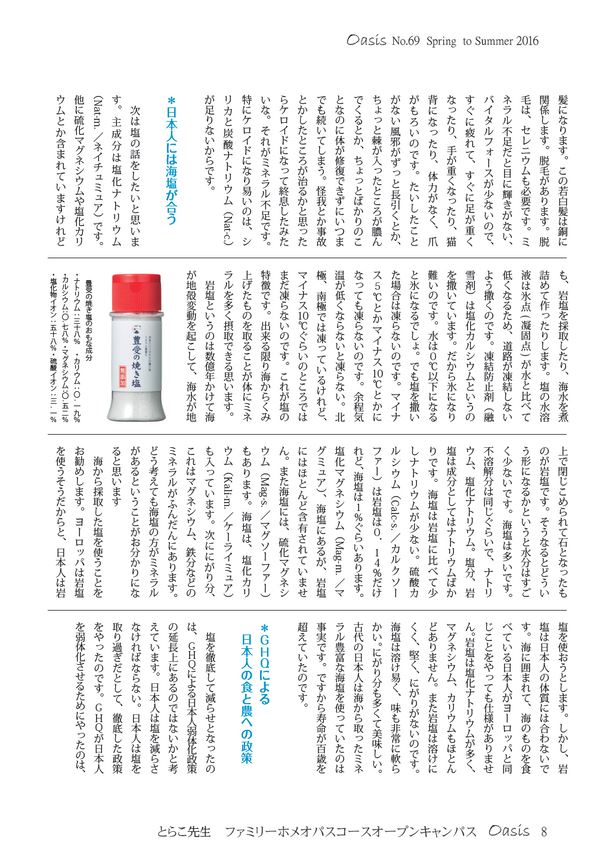 Oasis No.69 Spring to Summer 2016
髪になります。この若白髪は銅に
関係します。脱毛があります。脱
毛は、セレニウムも必要です。ミ
ネラル不足だと目に輝きがない、
バイタルフォースが少ないので、
すぐに疲れて、すぐに足が重く
なったり、手が重くなったり、猫
背になったり、体力がなく、爪
がもろいのです。たいしたこと
がない風邪がずっと長引くとか、
ちょっと棘が入ったところが膿ん
でくるとか、ちょっとばかりのこ
となのに体が修復できずにいつま
でも続いてしまう。怪我とか事故
とかしたところが治るかと思った
らケロイドになって終息したみた
いな。それがミネラル不足です。
特にケロイドになり易いのは、シ
リカと炭酸ナトリウム（Nat-c.）
が足りないからです。
＊日本人には海塩が合う
次は塩の話をしたいと思いま
す。主成分は塩化ナトリウム
（Nat-m.／ネイチュミュア）です。
他に硫化マグネシウムや塩化カリ
ウムとか含まれていますけれど
も、岩塩を採取したり、海水を煮
詰めて作ったりします。塩の水溶
液は氷点（凝固点）が水と比べて
低くなるため、道路が凍結しない
よう撒くのです。凍結防止剤（融
雪剤）は塩化カルシウムというの
を撒いています。だから氷になり
難いのです。水は0℃以下になる
と氷になるでしょ。でも塩を撒い
た場合は凍らないのです。マイナ
ス5℃とかマイナス10℃とかに
なっても凍らないのです。余程気
温が低くならないと凍らない。北
極、南極では凍っているけれど、
マイナス10℃ぐらいのところでは
まだ凍らないのです。これが塩の
特徴です。出来る限り海からくみ
上げたものを取ることが体にミネ
ラルを多く摂取できる思います。
岩塩というのは数億年かけて海
が地殻変動を起こして、海水が地
豊受の焼き塩
豊受の焼き塩のおもな成分
・ナトリウム:三十八%　・カリウム:〇.一九%
・カルシウム:〇.七八%・マグネシウム:〇.五二%
・塩化物イオン:五十八%・硫酸イオン:三.一%
上で閉じこめられて石となったも
のが岩塩です。そうなるとどうい
う形になるかというと水分はすご
く少ないです。海塩は多いです。
不溶解分は同じぐらいで、ナトリ
ウム、塩化ナトリウム。塩分、岩
塩は成分としてはナトリウムばか
りです。海塩は岩塩に比べて少
しナトリウムが少ない。硫酸カ
ルシウム（Calc-s.／カルクソー
ファー）は岩塩は0．14%だけ
れど、海塩は1%ぐらいあります。
塩化マグネシウム（Mag-m.／マ
グミュア）、海塩にあるが、岩塩
にはほとんど含有されていませ
ん。また海塩には、硫化マグネシ
ウム（Mag-s.／マグソーファー）
もあります。海塩は、塩化カリ
ウム（Kali-m.／ケーライミュア）
も入っています。次ににがり分、
これはマグネシウム、鉄分などの
ミネラルがふんだんにあります。
どう考えても海塩の方がミネラル
があるということがお分かりにな
ると思います
海から採取した塩を使うことを
お勧めします。ヨーロッパは岩塩
を使うそうだからと、日本人は岩
塩を使おうとします。しかし、岩
塩は日本人の体質には合わないで
す。海に囲まれて、海のものを食
べている日本人がヨーロッパと同
じことをやっても仕様がありませ
ん。岩塩は塩化ナトリウムが多く、
マグネシウム、カリウムもほとん
どありません。また岩塩は溶けに
くく、堅く、にがりがないのです。
海塩は溶け易く、味も非常に軟ら
かい。にがり分も多くて美味しい。
古代の日本人は海から取ったミネ
ラル豊富な海塩を使っていたのは
事実です。ですから寿命が百歳を
超えていたのです。
＊GHQによる
日本人の食と農への政策
塩を徹底して減らせとなったの
は、GHQによる日本人弱体化政策
の延長上にあるのではないかと考
えています。日本人は塩を減らさ
なければならない。日本人は塩を
取り過ぎだとして、徹底した政策
をやったのです。GHQが日本人
を弱体化させるためにやったのは、
とらこ先生　ファミリーホメオパスコースオープンキャンパス　Oasis　8